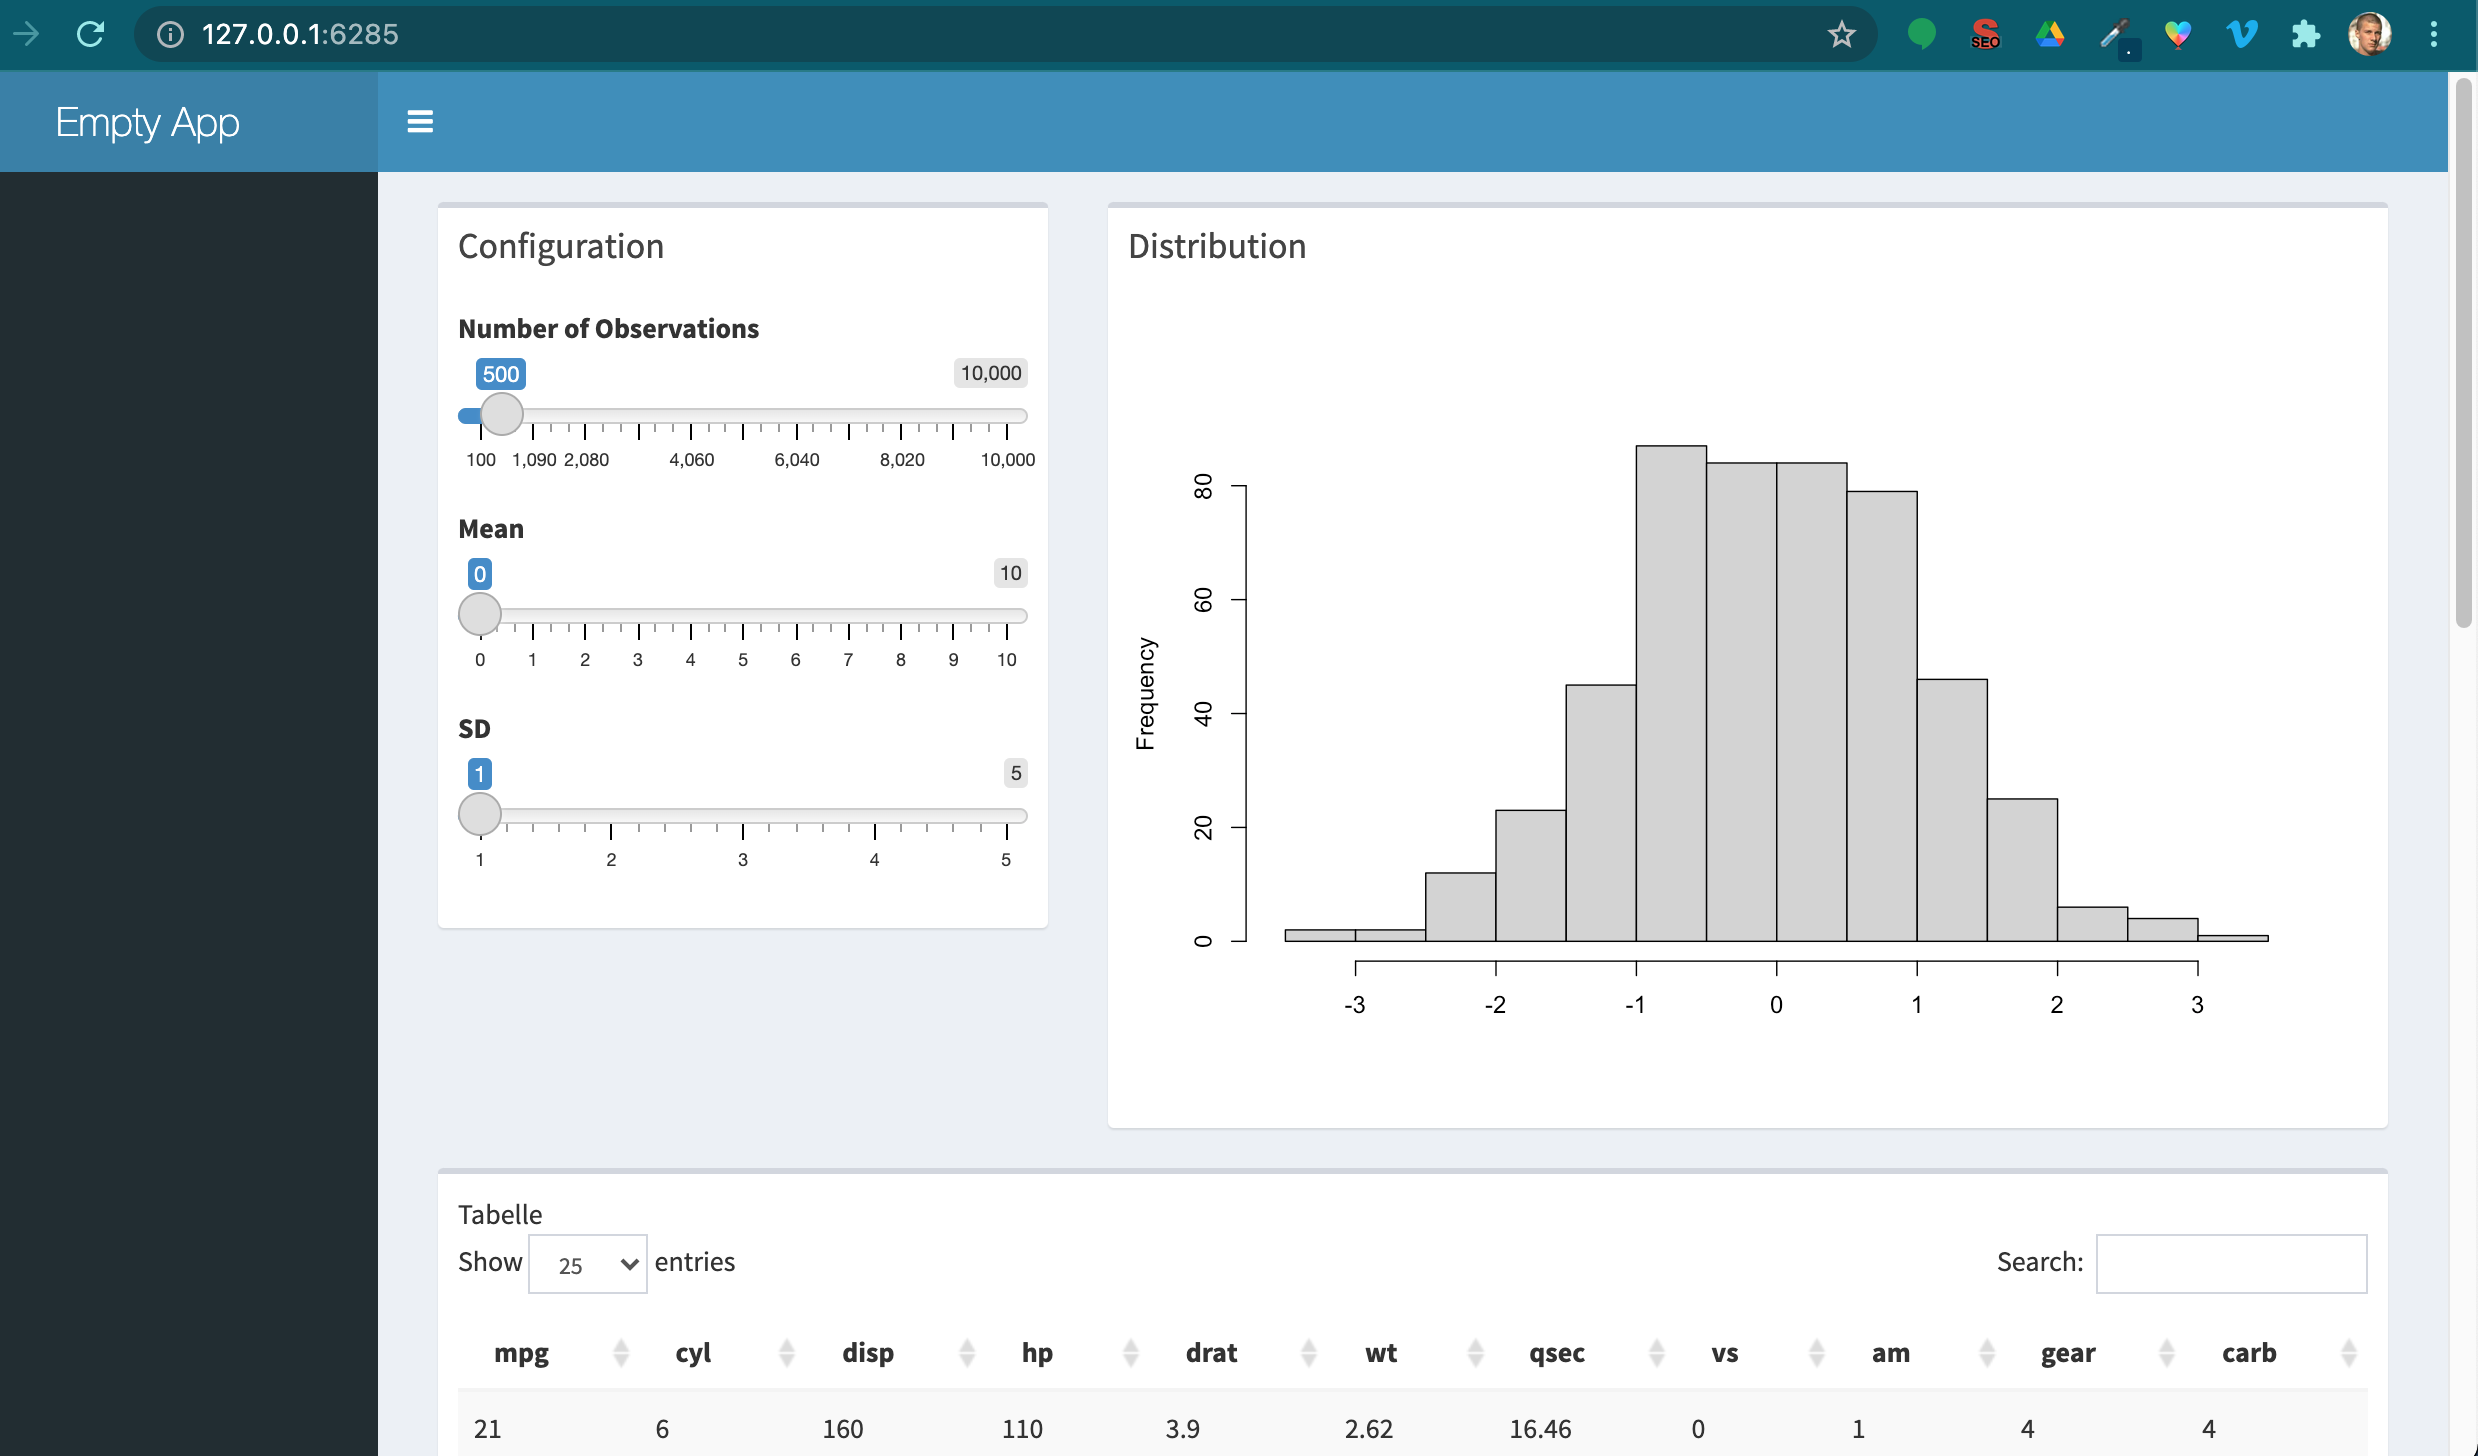 127.0.0.1:6285
SEO
Empty App
Configuration
Number of Observations
500
10,000
100 1,090 2,080 4,060 6,040 8,020 10,000
Mean
0
10
0 1 2 3 4 5 6 7 8 9 10
SD
1
5
1 2 3 4 5
Distribution
Frequency
0 20 40 60 80
-3 -2 -1 0 1 2 3
Tabelle
Show 25 entries
Search:
mpg cyl disp hp drat wt qsec vs am gear carb
21 6 160 110 3.9 2.62 16.46 0 1 4 4